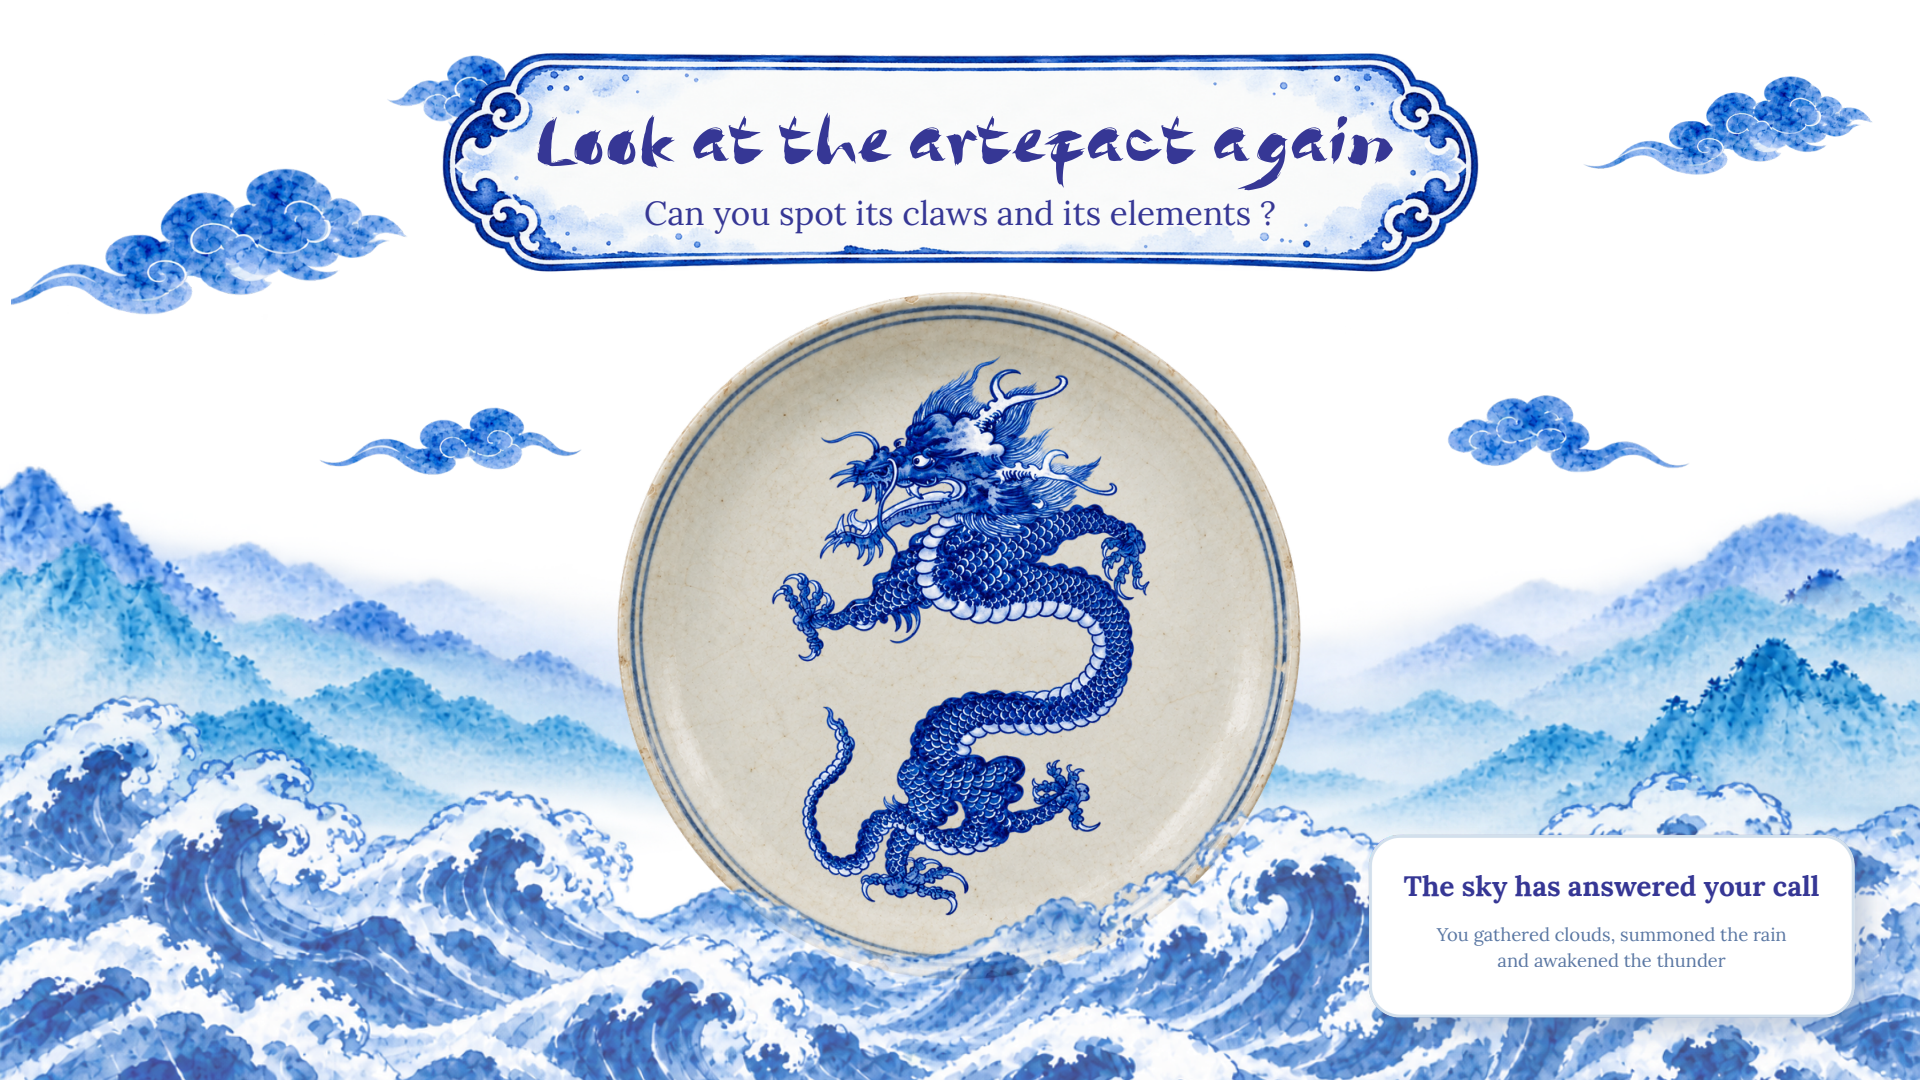 Look at the artefact again
Can you spot its claws and its elements ?
The sky has answered your call
You gathered clouds, summoned the rain
and awakened the thunder